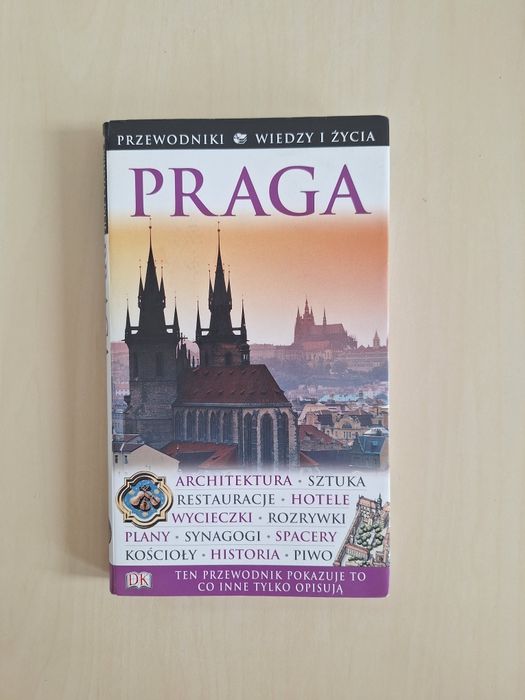 PRZEWODNIKI WIEDZY I ŻYCIA
PRAGA
ARCHITEKTURA • SZTUKA
RESTAURACJE • HOTELE
WYCIECZKI • ROZRYWKI
PLANY • SYNAGOGI • SPACERY
KOŚCIOŁY • HISTORIA • PIWO
DK
TEN PRZEWODNIK POKAZUJE TO
CO INNE TYLKO OPISUJĄ